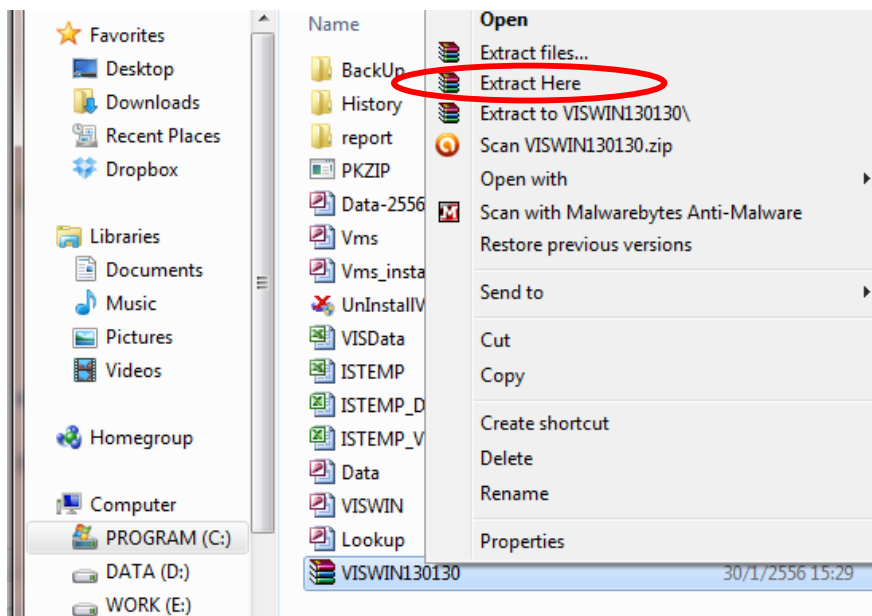 Favorites
Desktop
Downloads
Recent Places
Dropbox
Libraries
Documents
Music
Pictures
Videos
Homegroup
Computer
PROGRAM (C:)
DATA (D:)
WORK (E:)
Name
BackUp
History
report
PKZIP
Data-2556
Vms
Vms_insta
UnInstallV
VISData
ISTEMP
ISTEMP_D
ISTEMP_V
Data
VISWIN
Lookup
VISWIN130130 30/1/2556 15:29
Open
Extract files...
Extract Here
Extract to VISWIN130130\
Scan VISWIN130130.zip
Open with
Scan with Malwarebytes Anti-Malware
Restore previous versions
Send to
Cut
Copy
Create shortcut
Delete
Rename
Properties